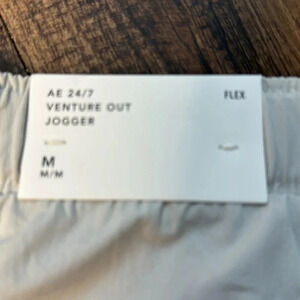 AE 24/7
FLEX
VENTURE OUT
JOGGER
M
M/M